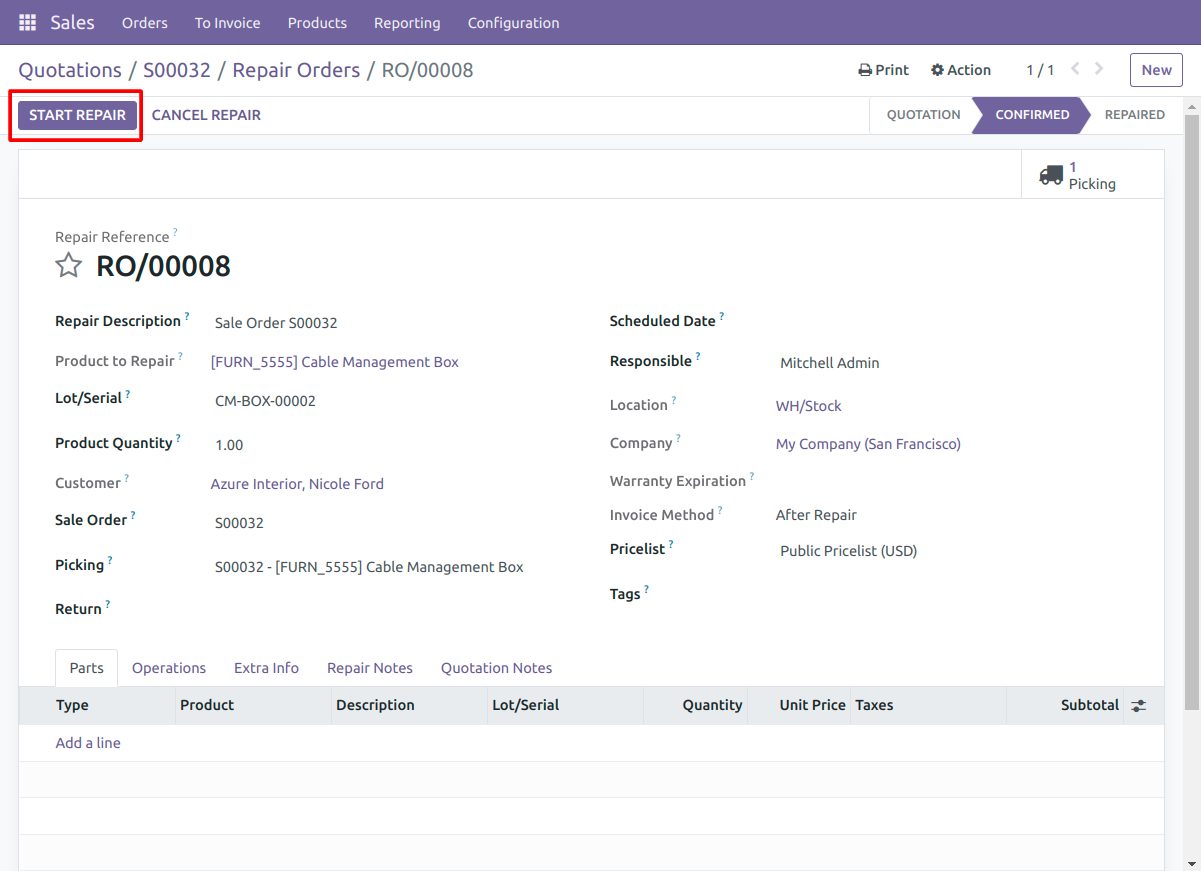 Sales Orders To Invoice Products Reporting Configuration
Quotations / S00032 / Repair Orders / RO/00008 Print Action 1 / 1 New
START REPAIR CANCEL REPAIR QUOTATION CONFIRMED REPAIRED
1
Picking
Repair Reference ?
RO/00008
Repair Description ? Sale Order S00032
Product to Repair ? [FURN_5555] Cable Management Box
Lot/Serial ? CM-BOX-00002
Product Quantity ? 1.00
Customer ? Azure Interior, Nicole Ford
Sale Order ? S00032
Picking ? S00032 - [FURN_5555] Cable Management Box
Return ?
Scheduled Date ?
Responsible ? Mitchell Admin
Location ? WH/Stock
Company ? My Company (San Francisco)
Warranty Expiration ?
Invoice Method ? After Repair
Pricelist ? Public Pricelist (USD)
Tags ?
Parts Operations Extra Info Repair Notes Quotation Notes
Type Product Description Lot/Serial Quantity Unit Price Taxes Subtotal
Add a line